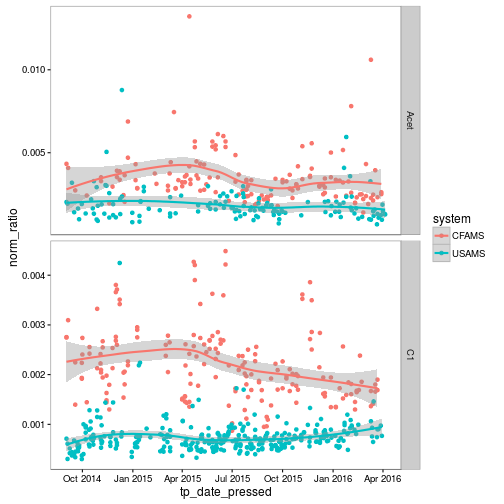 0.010
0.005
Acet
norm_ratio
0.004
0.003
0.002
0.001
C1
Oct 2014 Jan 2015 Apr 2015 Jul 2015 Oct 2015 Jan 2016 Apr 2016
tp_date_pressed
system
CFAMS
USAMS